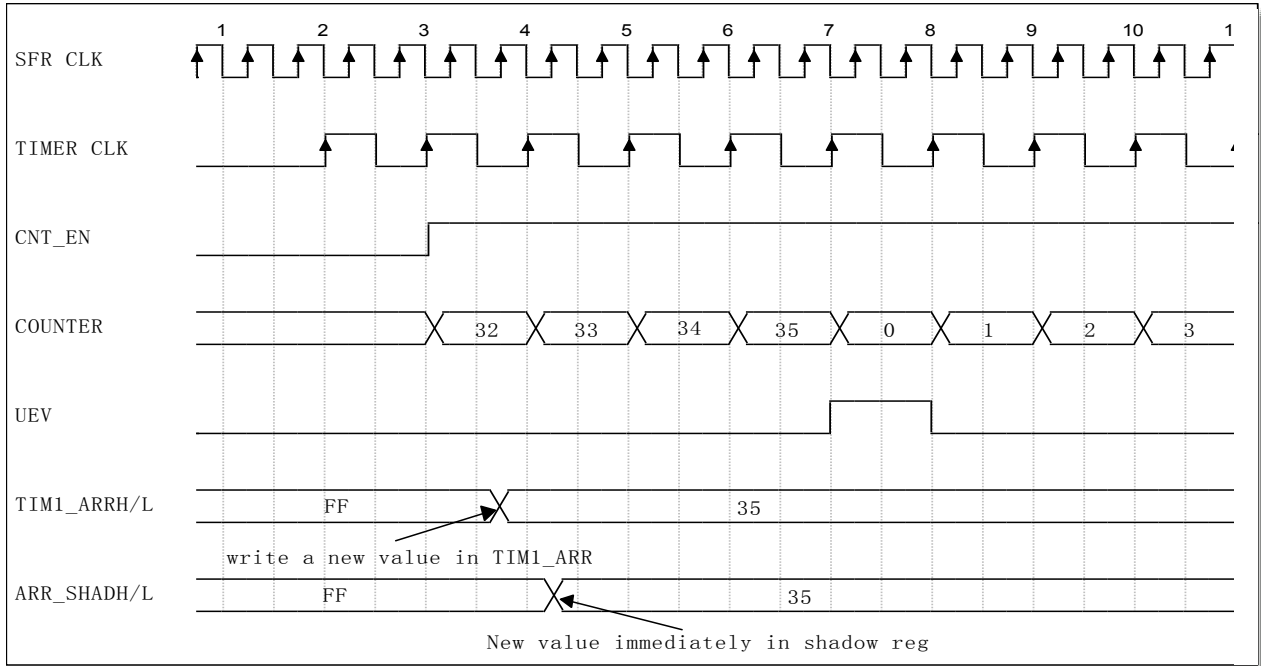 1 2 3 4 5 6 7 8 9 10 1
SFR CLK
TIMER CLK
CNT_EN
COUNTER 32 33 34 35 0 1 2 3
UEV
TIM1_ARRH/L FF 35
write a new value in TIM1_ARR
ARR_SHADH/L FF 35
New value immediately in shadow reg